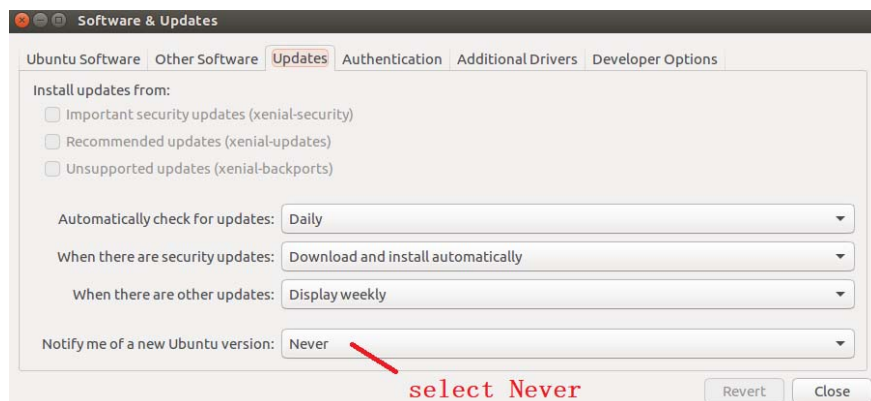 Software & Updates
Ubuntu Software Other Software Updates Authentication Additional Drivers Developer Options
Install updates from:
Important security updates (xenial-security)
Recommended updates (xenial-updates)
Unsupported updates (xenial-backports)
Automatically check for updates: Daily
When there are security updates: Download and install automatically
When there are other updates: Display weekly
Notify me of a new Ubuntu version: Never
select Never
Revert Close